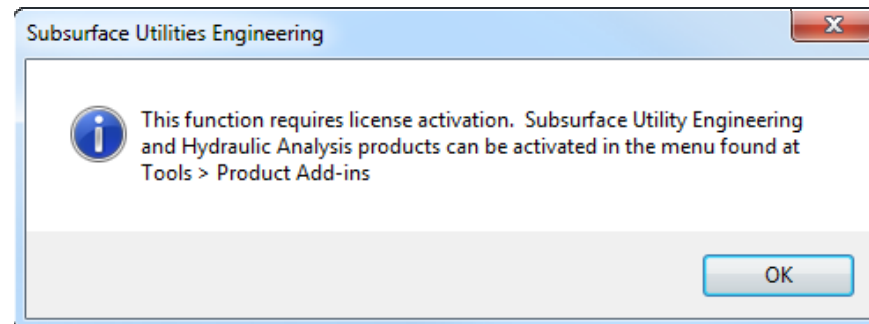 Subsurface Utilities Engineering
This function requires license activation.  Subsurface Utility Engineering
and Hydraulic Analysis products can be activated in the menu found at
Tools > Product Add-ins
OK